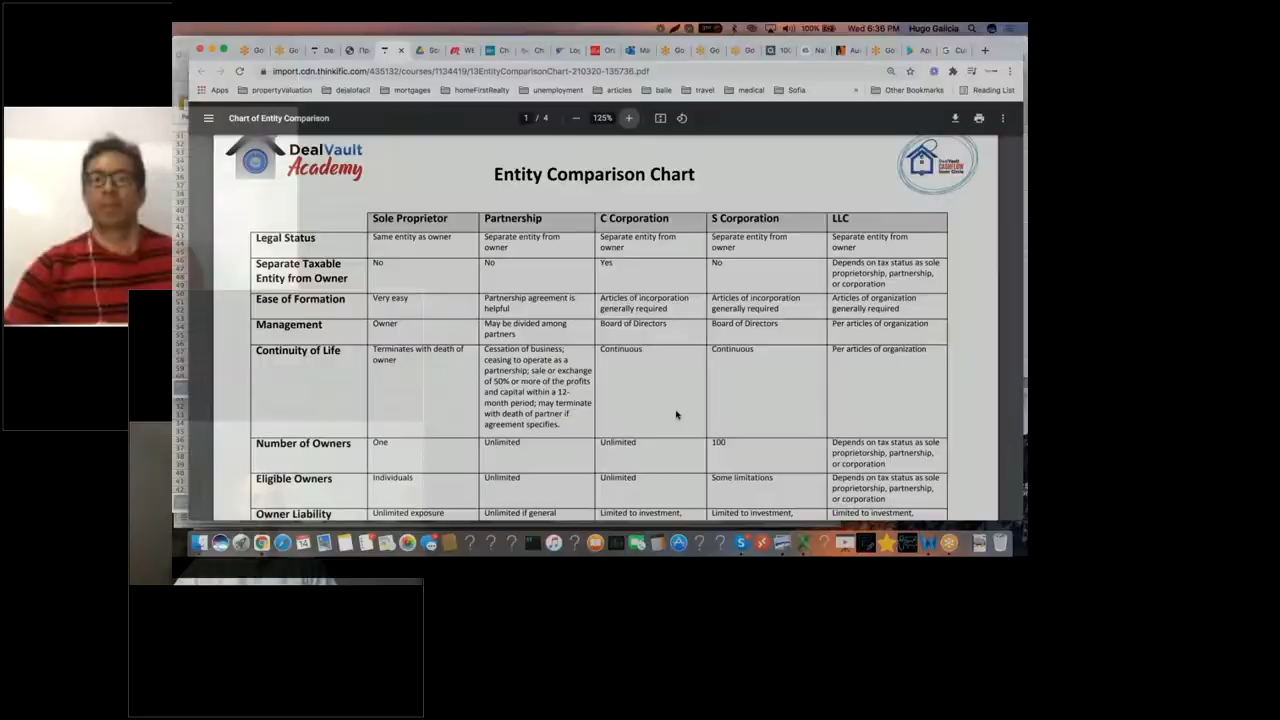 Wed 6:36 PM Hugo Galicia
100%
import.cdn.thinkific.com/435132/courses/1134419/13EntityComparisonChart-210320-135736.pdf
Apps propertyValuation dejalofacil mortgages homeFirstRealty unemployment articles baile travel medical Sofia » Other Bookmarks Reading List
Chart of Entity Comparison 1 / 4 125%
DealVault
Academy
Entity Comparison Chart
DealVault
CASHFLOW
Inner Circle
Sole Proprietor Partnership C Corporation S Corporation LLC
Legal Status Same entity as owner Separate entity from Separate entity from Separate entity from Separate entity from
owner owner owner owner
Separate Taxable No No Yes No Depends on tax status as sole
Entity from Owner proprietorship, partnership,
or corporation
Ease of Formation Very easy Partnership agreement is Articles of incorporation Articles of incorporation Articles of organization
helpful generally required generally required generally required
Management Owner May be divided among Board of Directors Board of Directors Per articles of organization
partners
Continuity of Life Terminates with death of Cessation of business; Continuous Continuous Per articles of organization
owner ceasing to operate as a
partnership; sale or exchange
of 50% or more of the profits
and capital within a 12-
month period; may terminate
with death of partner if
agreement specifies.
Number of Owners One Unlimited Unlimited 100 Depends on tax status as sole
proprietorship, partnership,
or corporation
Eligible Owners Individuals Unlimited Unlimited Some limitations Depends on tax status as sole
proprietorship, partnership,
or corporation
Owner Liability Unlimited exposure Unlimited if general Limited to investment, Limited to investment, Limited to investment,